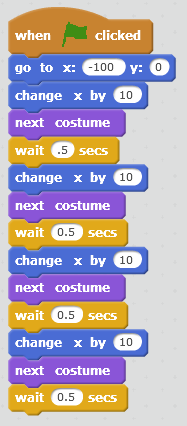 when clicked
go to x: -100 y: 0
change x by 10
next costume
wait .5 secs
change x by 10
next costume
wait 0.5 secs
change x by 10
next costume
wait 0.5 secs
change x by 10
next costume
wait 0.5 secs